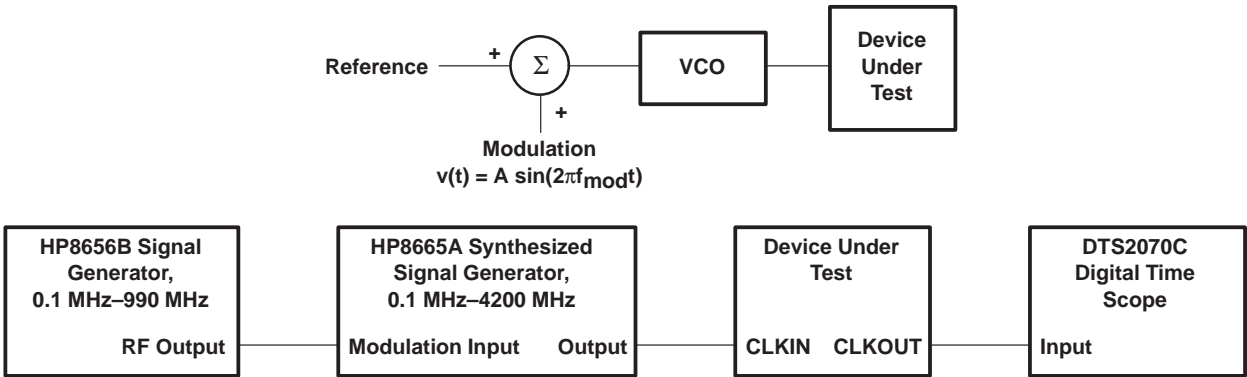 Reference
+
Σ
+
VCO
Device
Under
Test
Modulation
v(t) = A sin(2πfmodt)
HP8656B Signal
Generator,
0.1 MHz–990 MHz
RF Output
HP8665A Synthesized
Signal Generator,
0.1 MHz–4200 MHz
Modulation Input Output
Device Under
Test
CLKIN CLKOUT
DTS2070C
Digital Time
Scope
Input